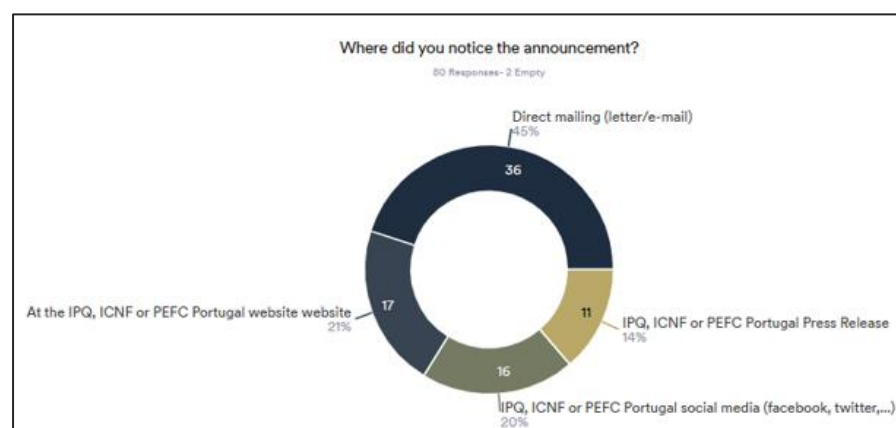 Where did you notice the announcement?
80 Responses- 2 Empty
Direct mailing (letter/e-mail)
45%
36
At the IPQ, ICNF or PEFC Portugal website website
21%
17
11
IPQ, ICNF or PEFC Portugal Press Release
14%
16
IPQ, ICNF or PEFC Portugal social media (facebook, twitter,...)
20%